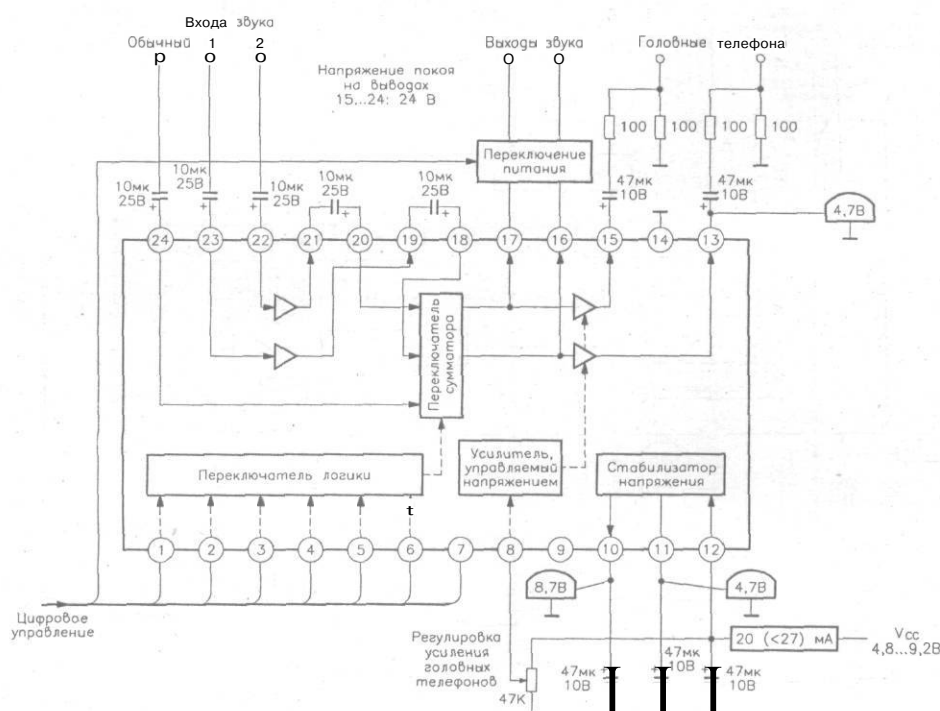 Входа звука
Обычный 1 2
р о о
Выходы звука
О О
Головные телефона
Напряжение покоя
на выводах
15...24: 24 В
100 100 100 100
Переключение
питания
10мк
25В
10мк
25В
10мк
25В
10мк
25В
10мк
25В
47мк
10В
47мк
10В
4,7В
24 23 22 21 20 19 18 17 16 15 14 13
Переключатель
сумматора
Переключатель логики
Усилитель,
управляемый
напряжением
Стабилизатор
напряжения
t
1 2 3 4 5 6 7 8 9 10 11 12
Цифровое
управление
8,7В
4,7В
Регулировка
усиления
головных
телефонов
47К
20 (<27) мА
Vcc
4,8...9,2В
47мк
10В
47мк
10В
47мк
10В